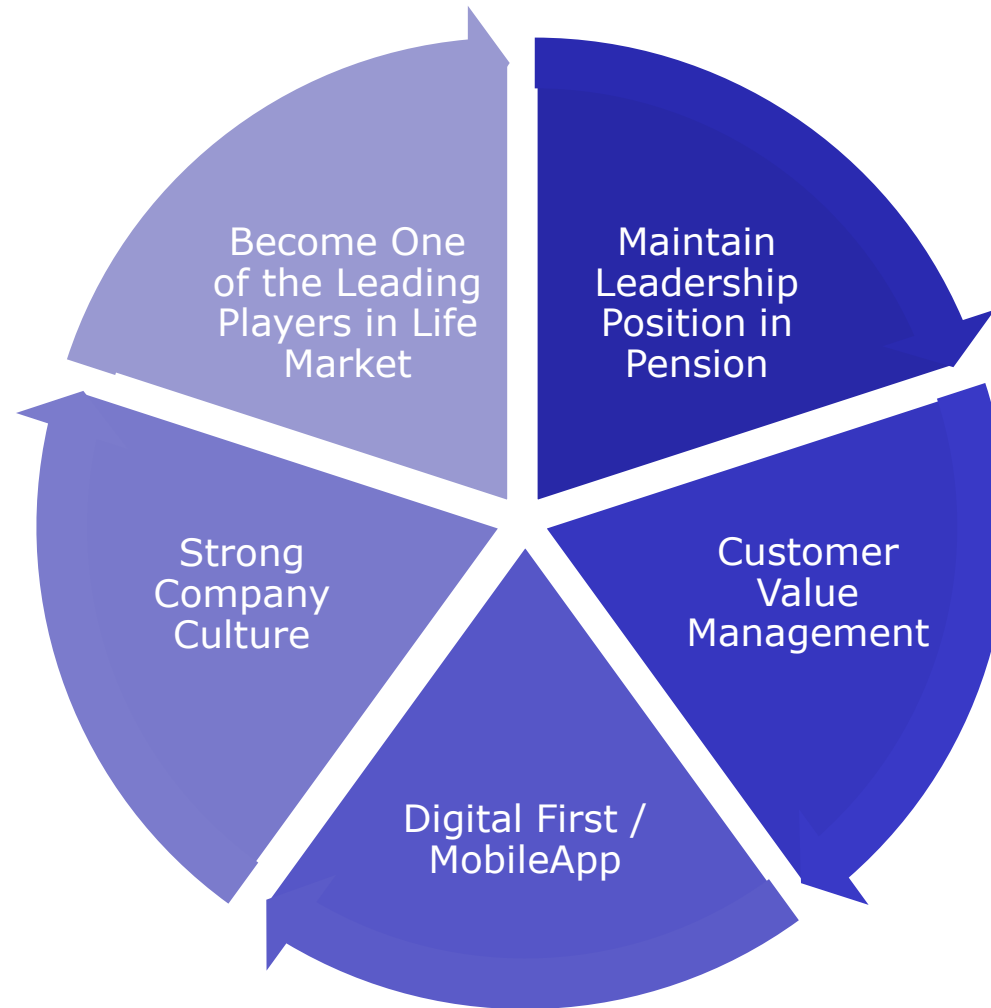 Become One
of the Leading
Players in Life
Market
Maintain
Leadership
Position in
Pension
Customer
Value
Management
Digital First /
MobileApp
Strong
Company
Culture